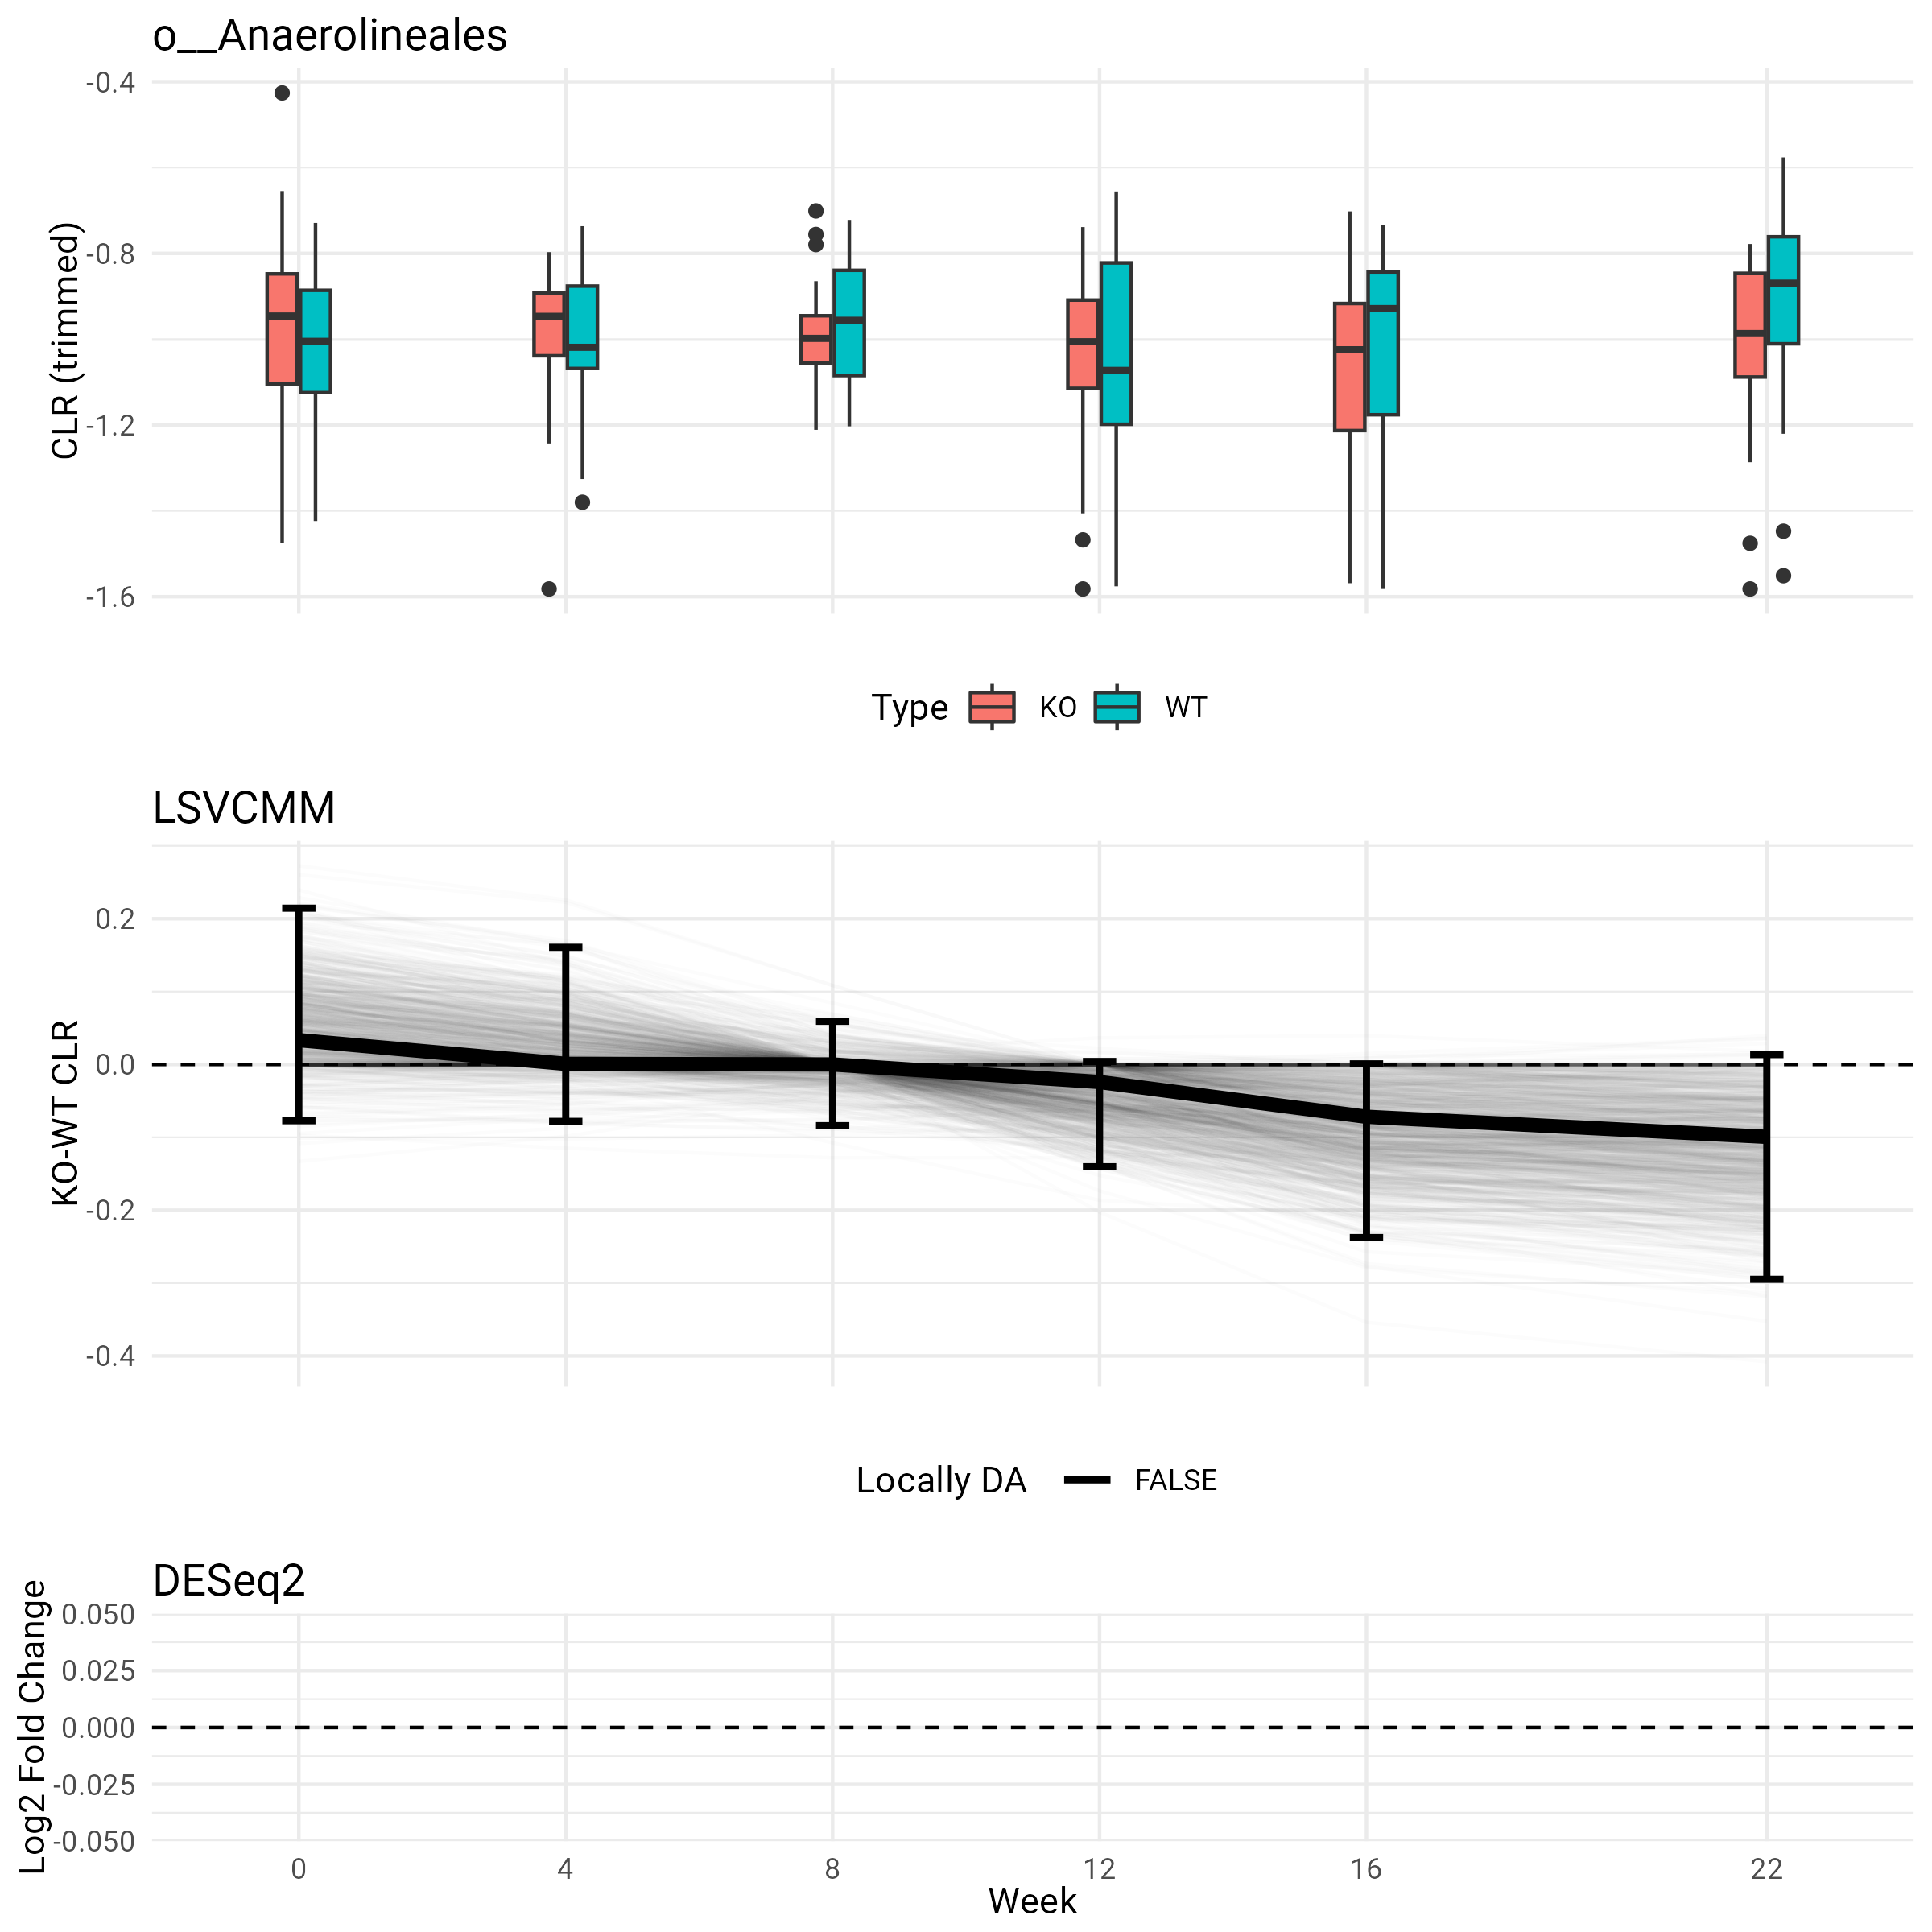 o__Anaerolineales
CLR (trimmed)
-0.4
-0.8
-1.2
-1.6
Type KO WT
LSVCMM
KO-WT CLR
0.2
0.0
-0.2
-0.4
Locally DA FALSE
DESeq2
Log2 Fold Change
0.050
0.025
0.000
-0.025
-0.050
0 4 8 12 16 22
Week